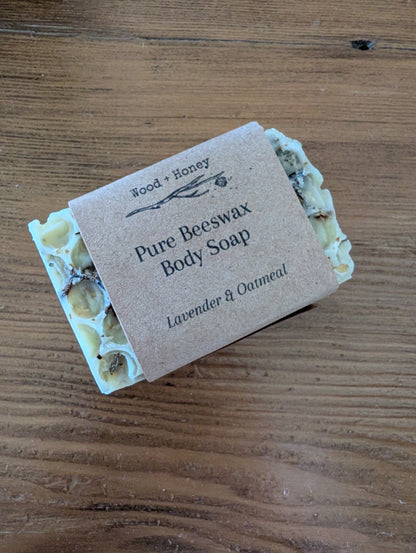 Wood + Honey
Pure Beeswax
Body Soap
Lavender & Oatmeal